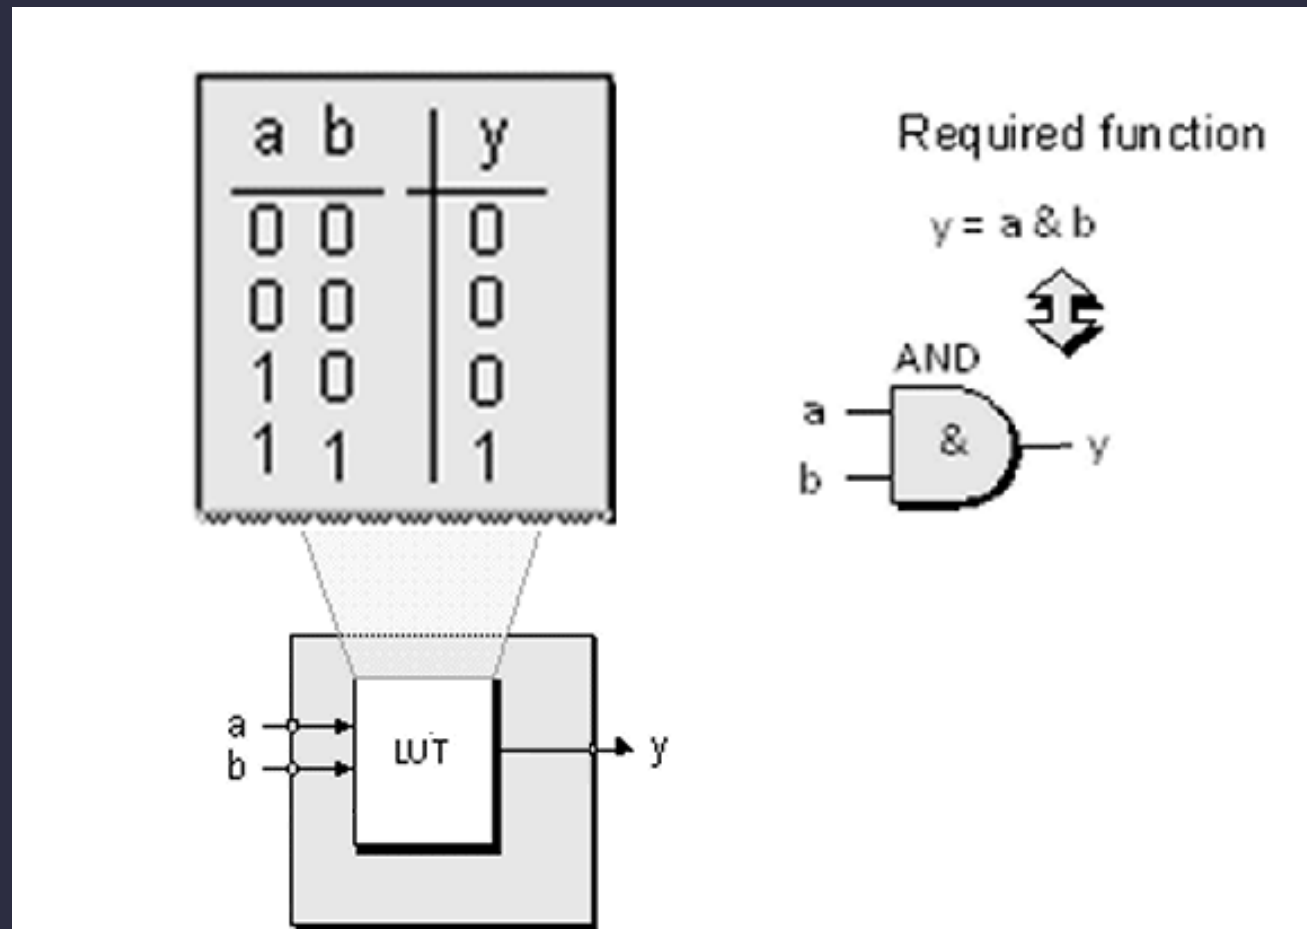 a b y
0 0 0
0 0 0
1 0 0
1 1 1
Required function
y = a & b
AND
a
&
y
b
a
LUT
y
b